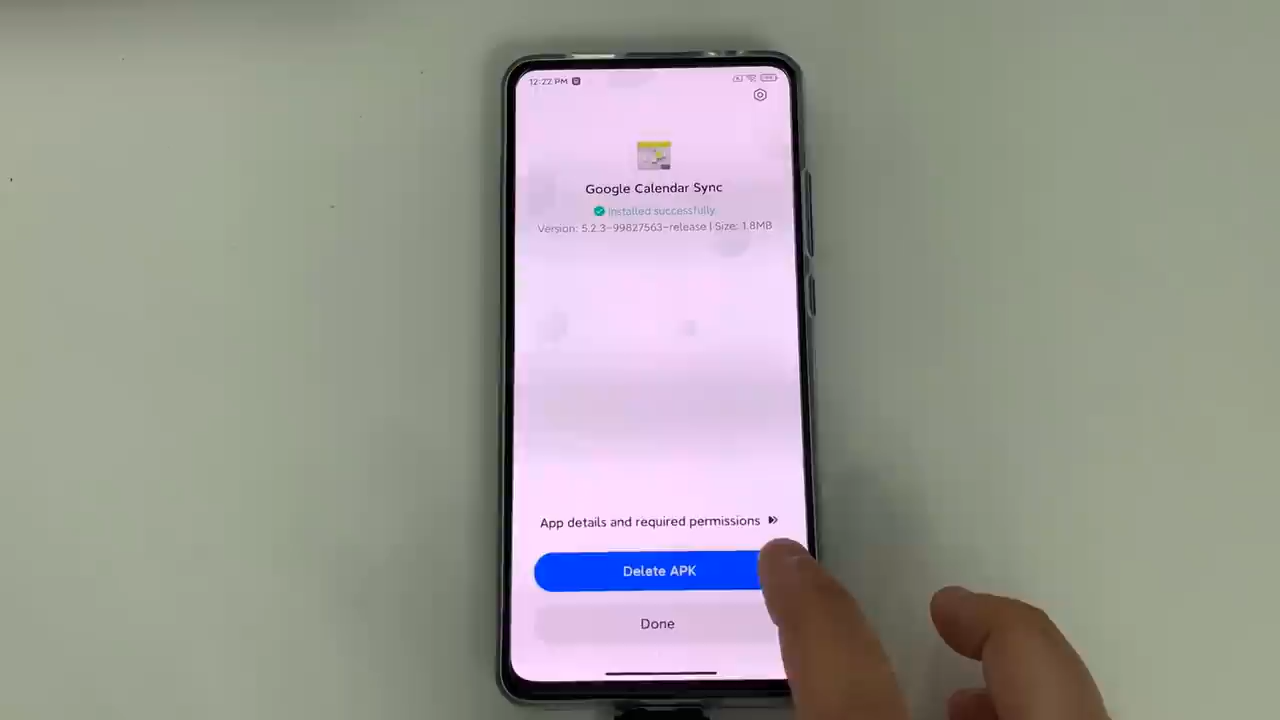 12:22 PM
Google Calendar Sync
Installed successfully
Version: 5.2.3-99827563-release | Size: 1.8MB
App details and required permissions
Delete APK
Done